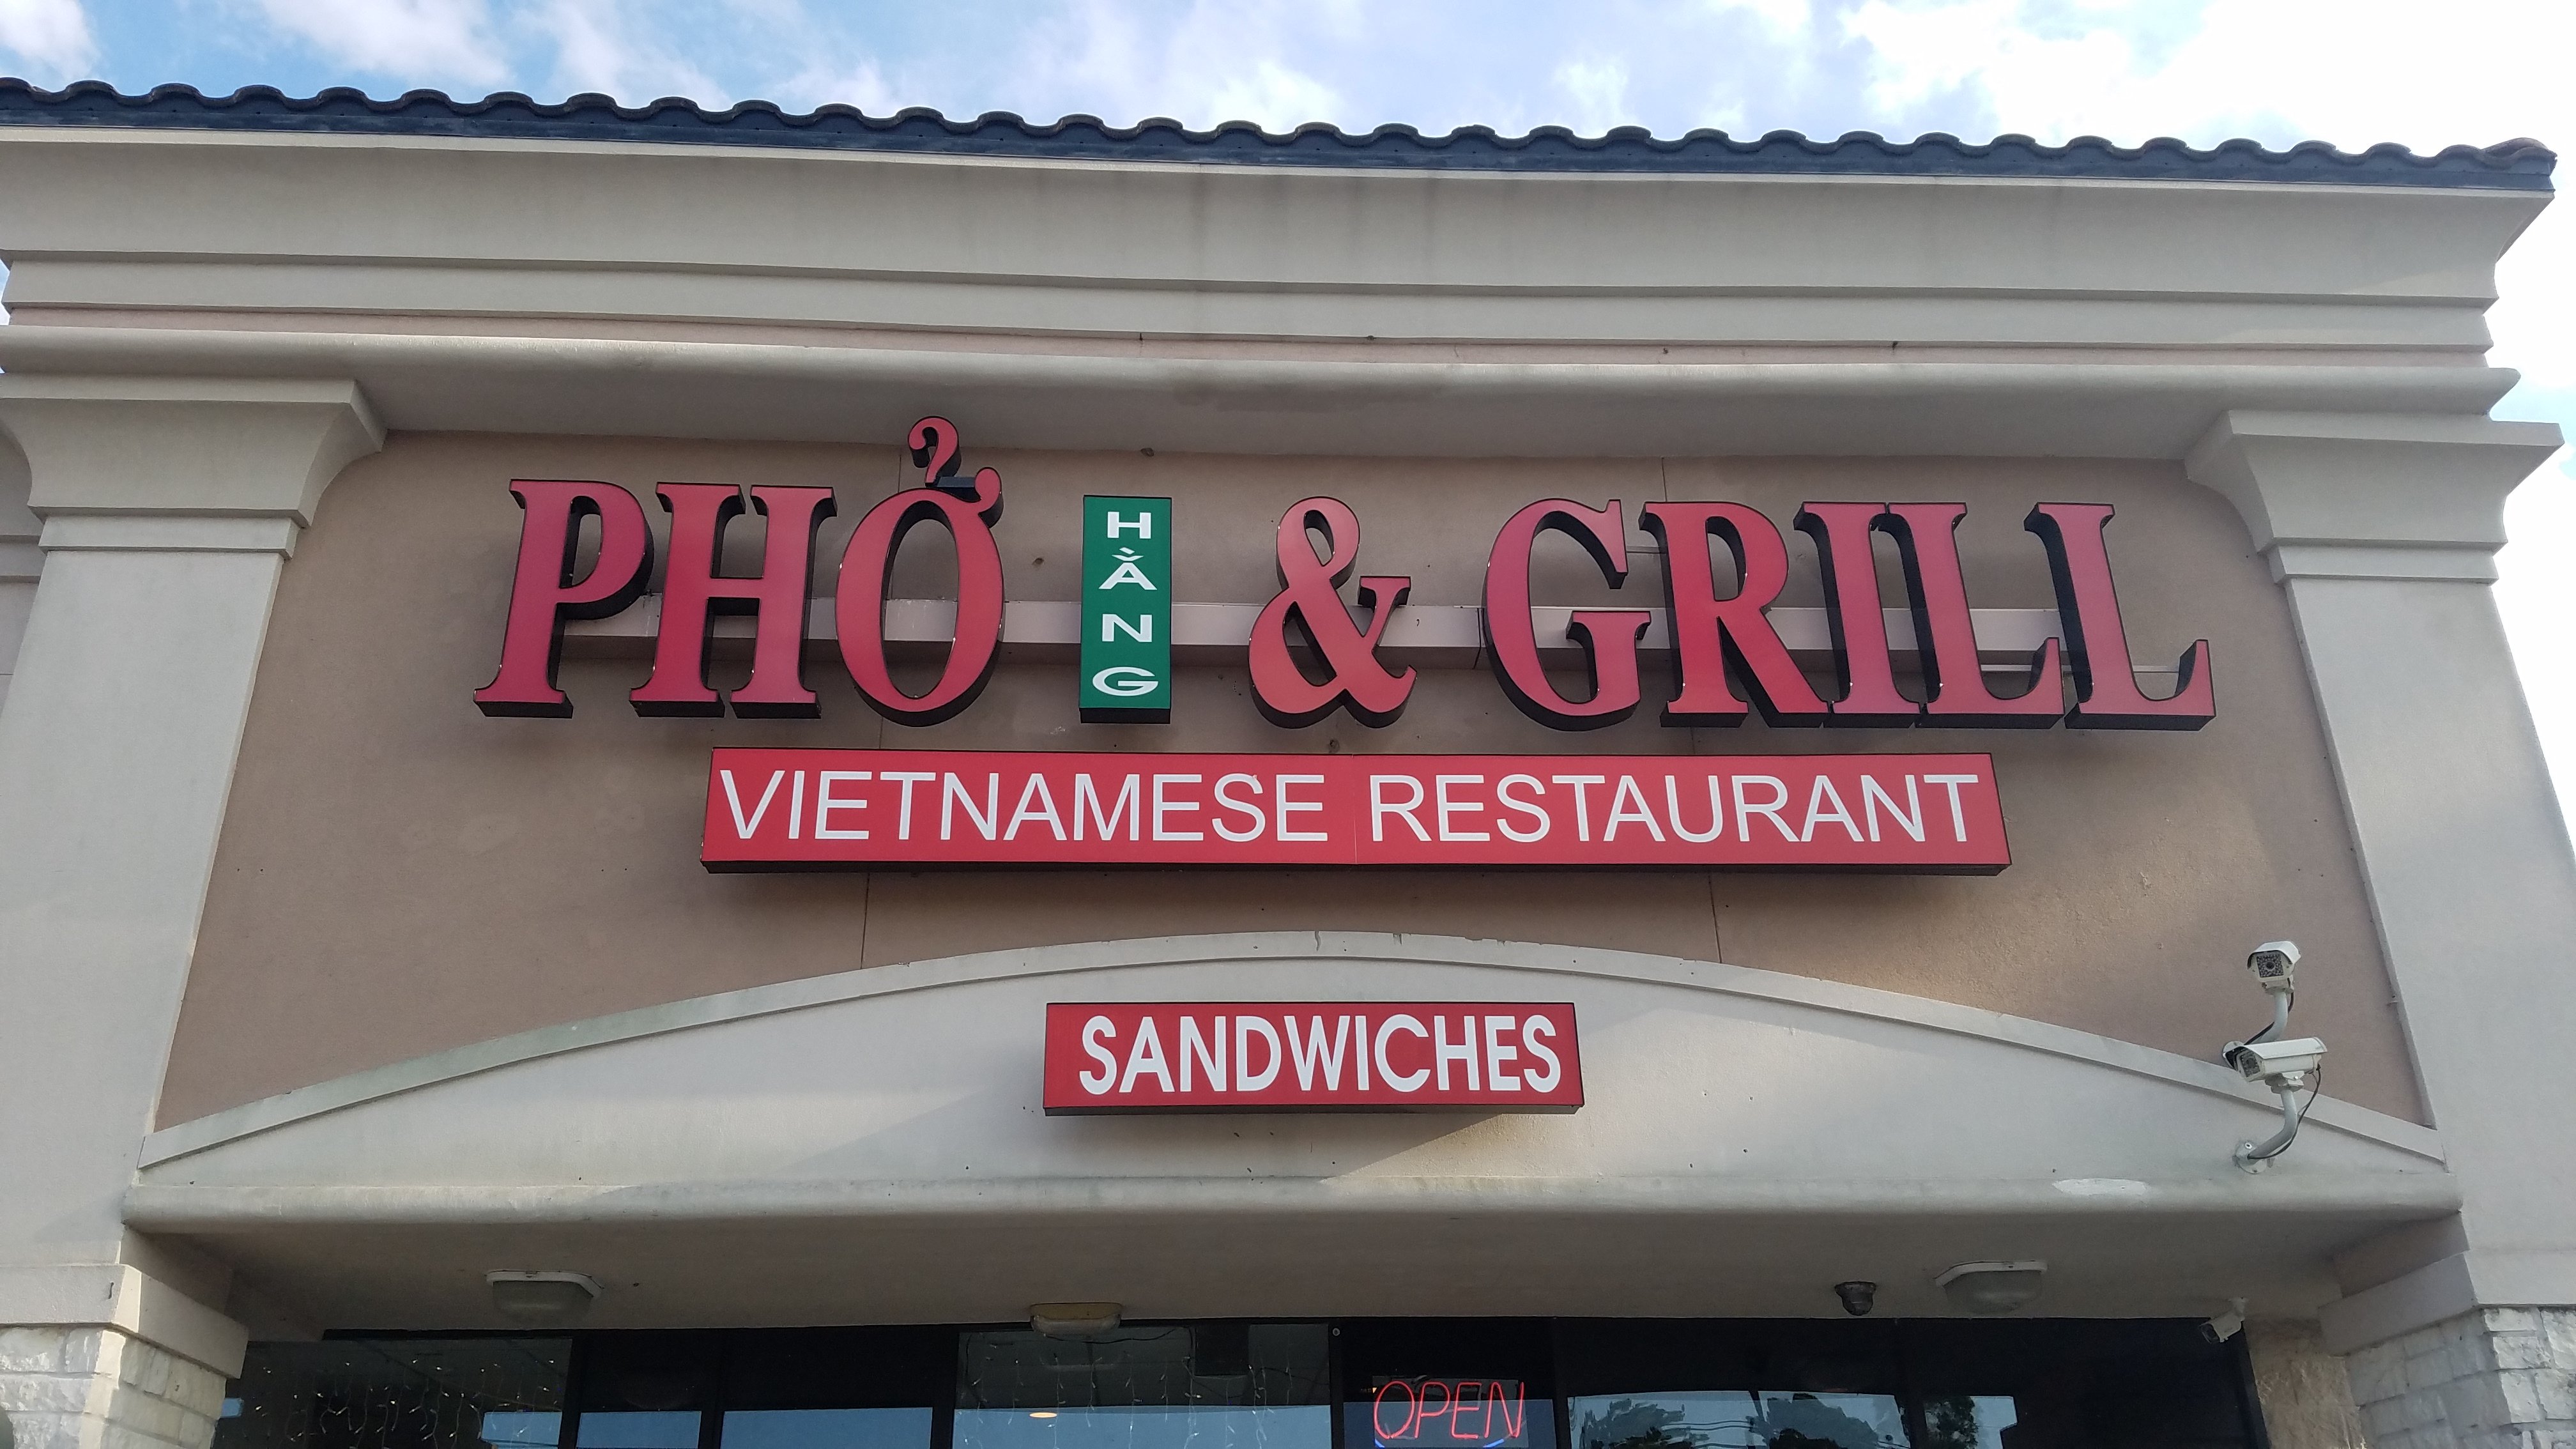 PHỞ HẰNG & GRILL
VIETNAMESE RESTAURANT
SANDWICHES
OPEN